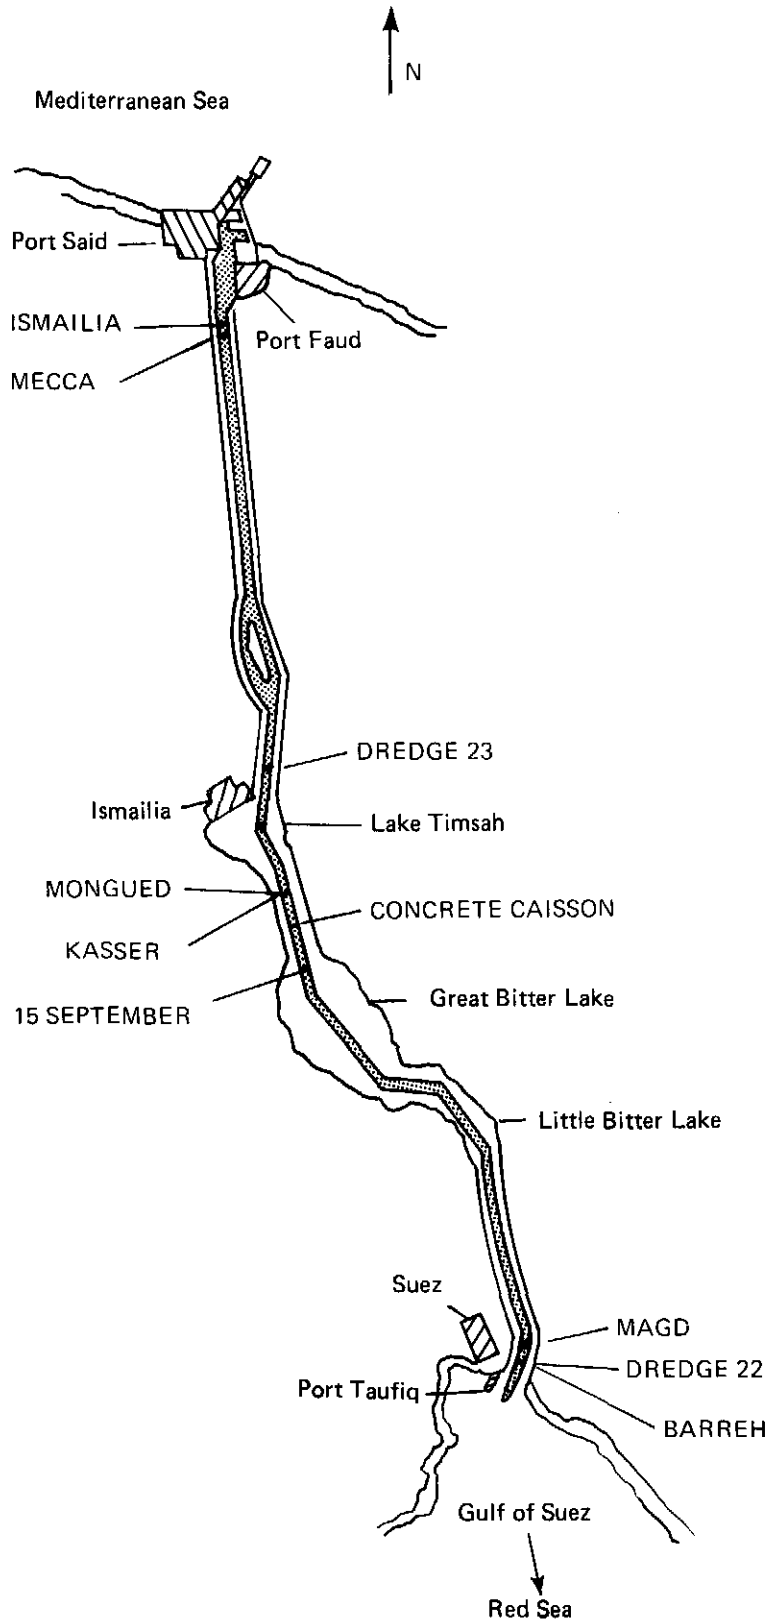 N
Mediterranean Sea
Port Said
ISMAILIA
Port Faud
MECCA
DREDGE 23
Ismailia
Lake Timsah
MONGUED
CONCRETE CAISSON
KASSER
Great Bitter Lake
15 SEPTEMBER
Little Bitter Lake
Suez
MAGD
DREDGE 22
Port Taufiq
BARREH
Gulf of Suez
Red Sea